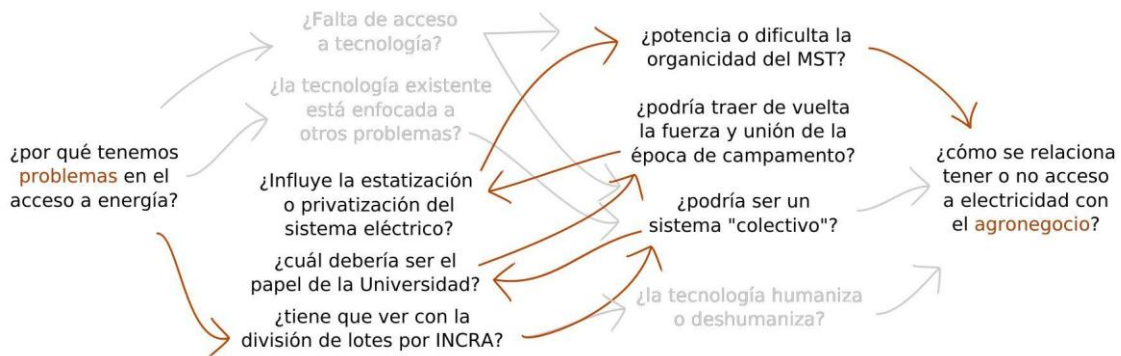 ¿por qué tenemos
problemas en el
acceso a energía?
¿Falta de acceso
a tecnología?
¿la tecnología existente
está enfocada a
otros problemas?
¿Influye la estatización
o privatización del
sistema eléctrico?
¿cuál debería ser el
papel de la Universidad?
¿tiene que ver con la
división de lotes por INCRA?
¿potencia o dificulta la
organicidad del MST?
¿podría traer de vuelta
la fuerza y unión de la
época de campamento?
¿podría ser un
sistema "colectivo"?
¿la tecnología humaniza
o deshumaniza?
¿cómo se relaciona
tener o no acceso
a electricidad con
el agronegocio?